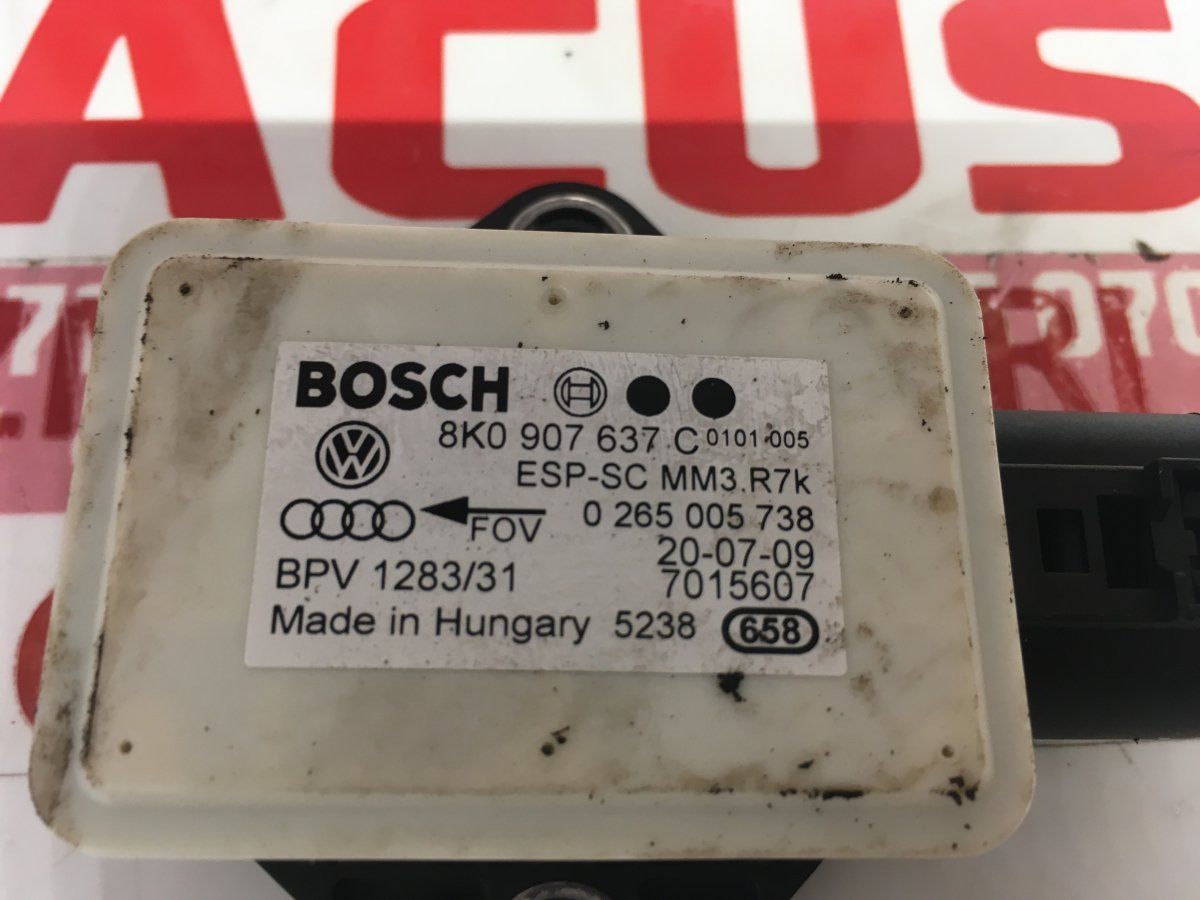 ACUS
070
BOSCH
8K0 907 637 C 0101 005
ESP-SC MM3.R7k
FOV 0 265 005 738
20-07-09
BPV 1283/31 7015607
Made in Hungary 5238 658